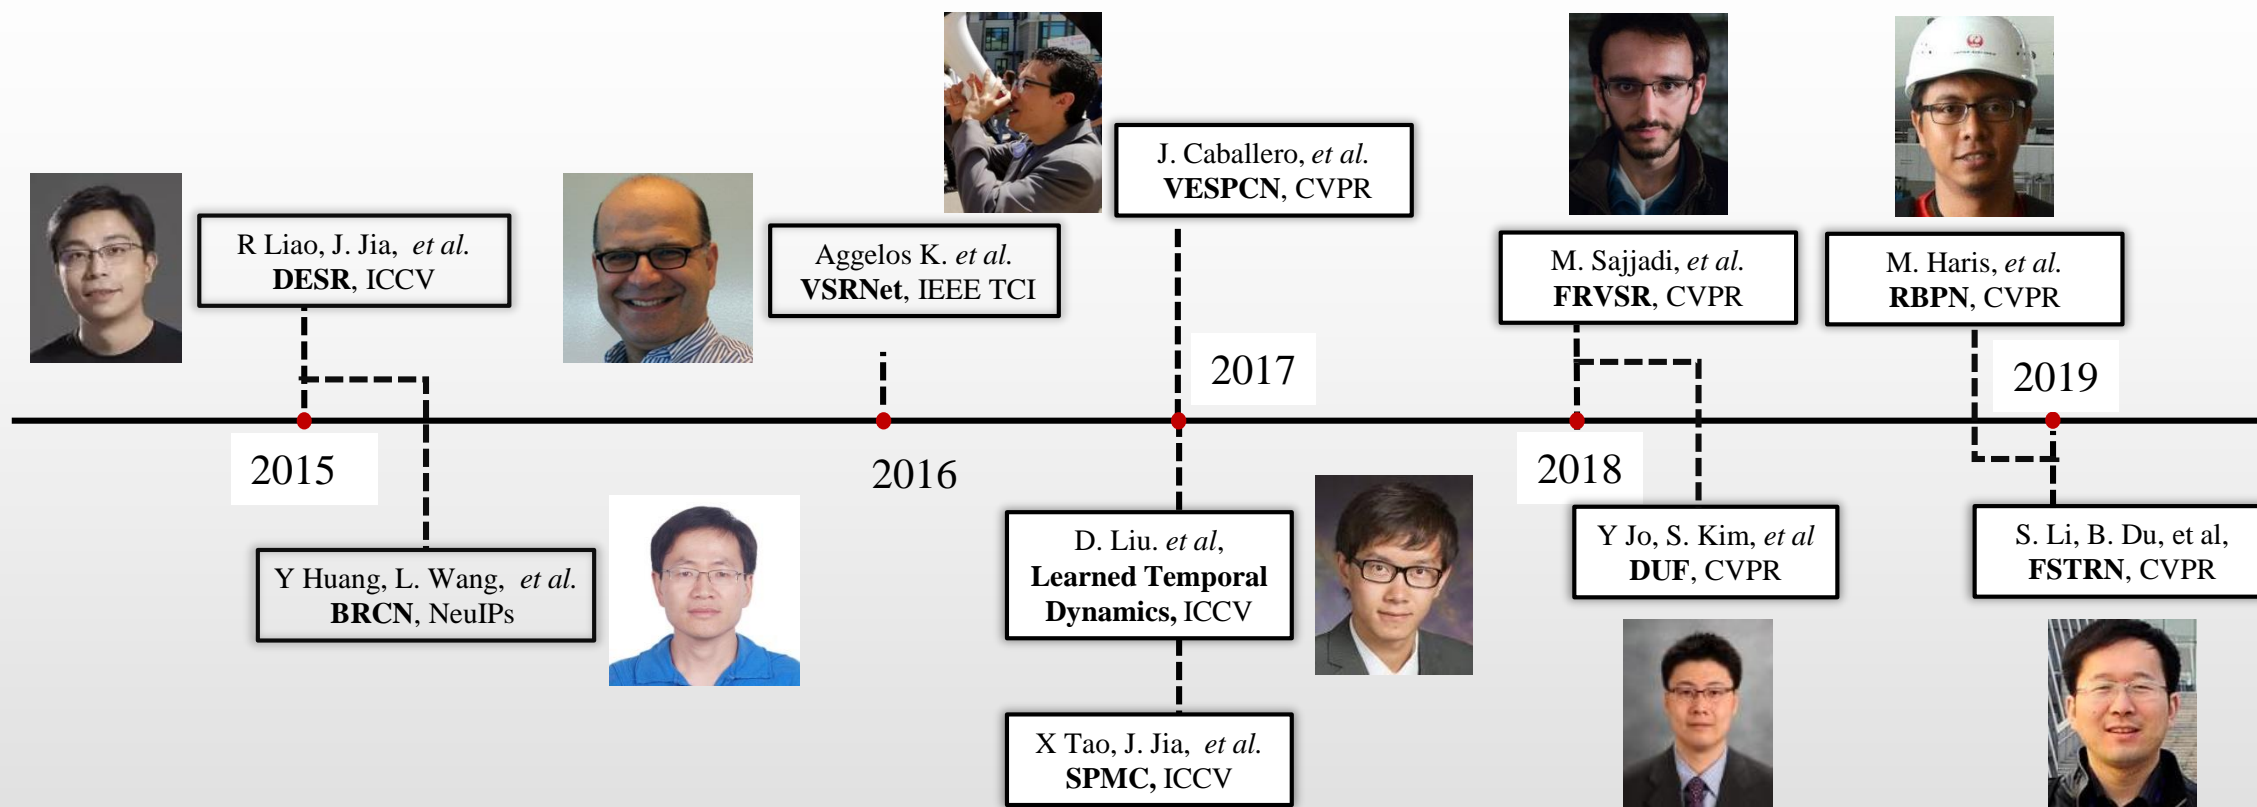 R Liao, J. Jia, et al.
DESR, ICCV
2015
Y Huang, L. Wang, et al.
BRCN, NeuIPs
Aggelos K. et al.
VSRNet, IEEE TCI
2016
J. Caballero, et al.
VESPCN, CVPR
2017
D. Liu. et al,
Learned Temporal
Dynamics, ICCV
X Tao, J. Jia, et al.
SPMC, ICCV
M. Sajjadi, et al.
FRVSR, CVPR
2018
Y Jo, S. Kim, et al
DUF, CVPR
M. Haris, et al.
RBPN, CVPR
2019
S. Li, B. Du, et al,
FSTRN, CVPR